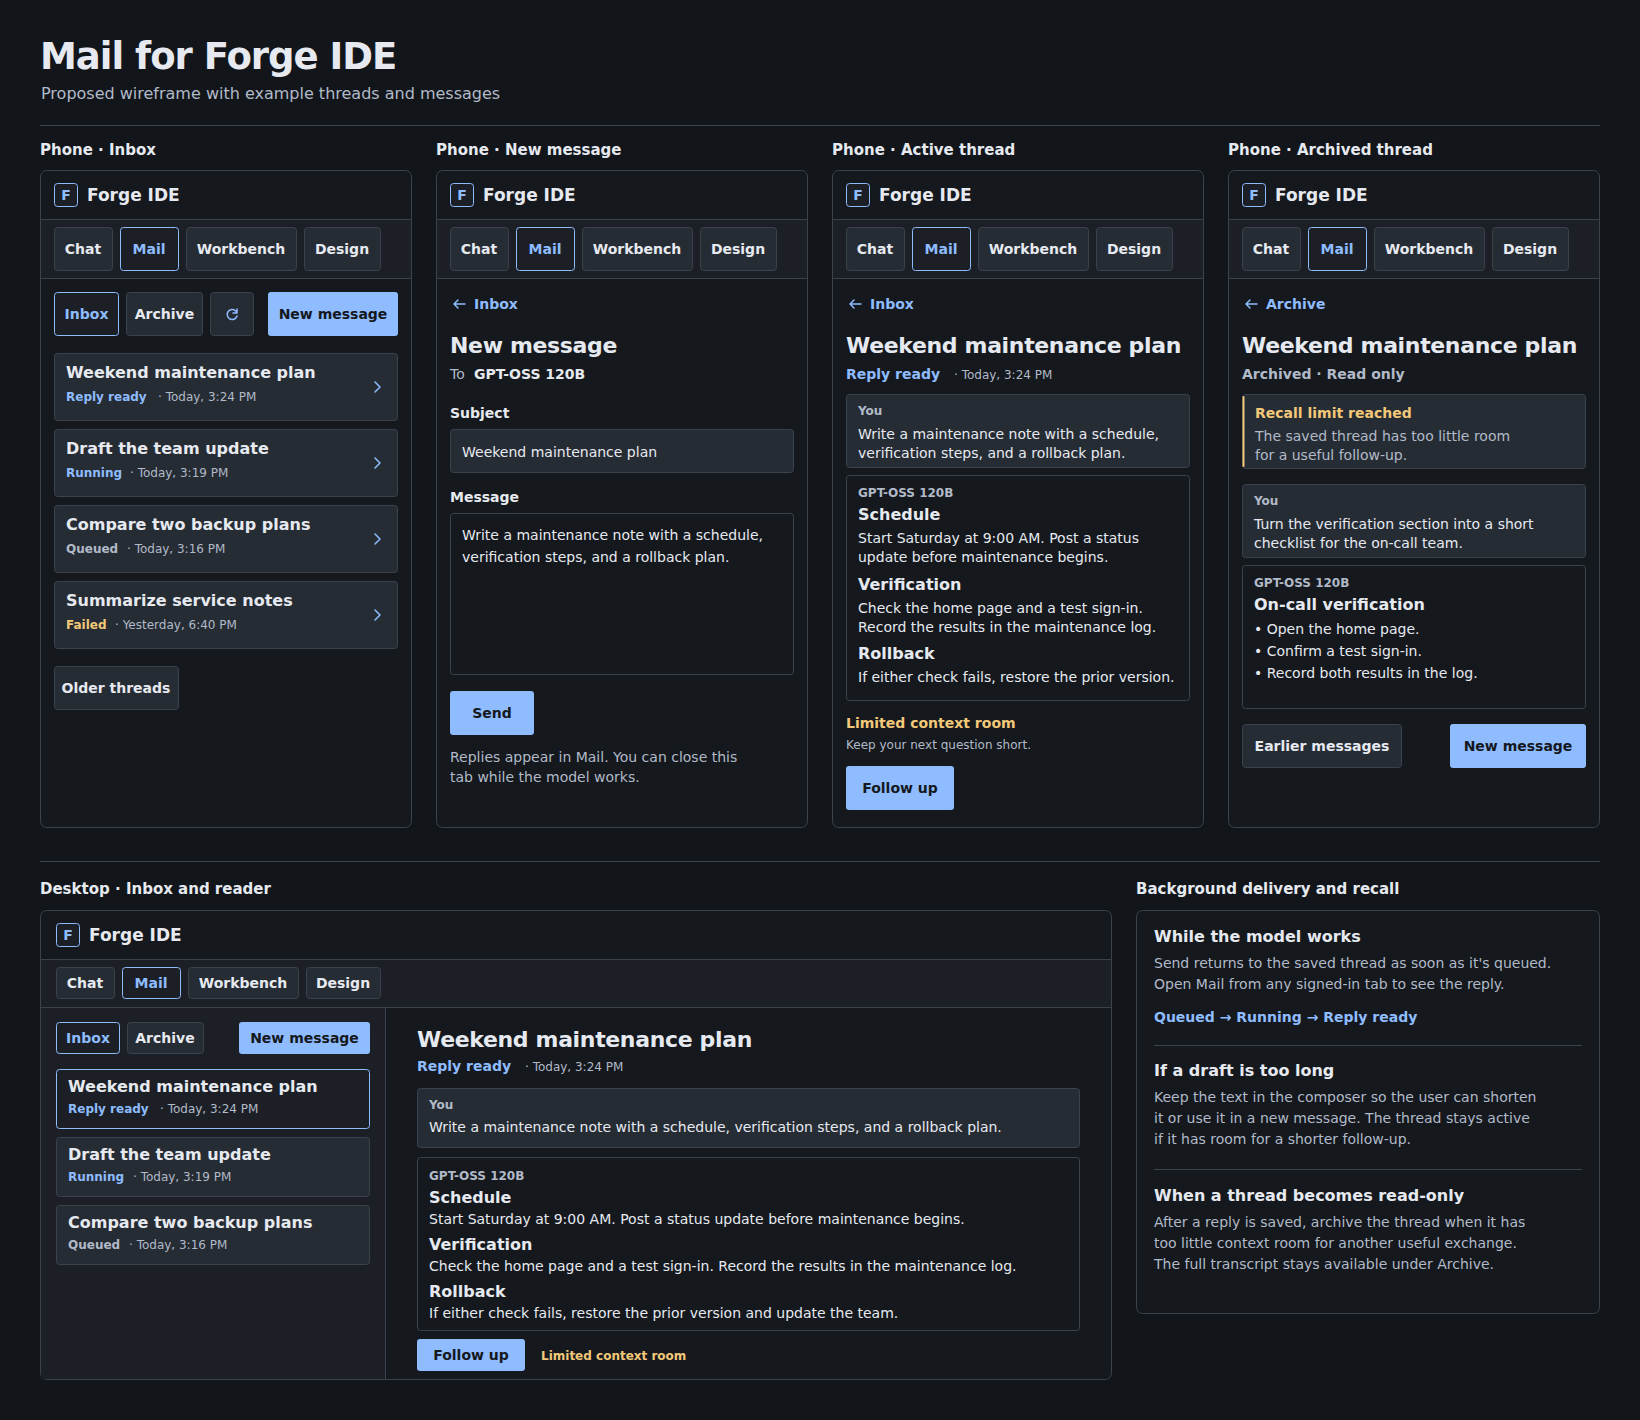 Mail for Forge IDE
Proposed wireframe with example threads and messages
Phone · Inbox
F Forge IDE
Chat Mail Workbench Design
Inbox Archive New message
Weekend maintenance plan
Reply ready · Today, 3:24 PM
Draft the team update
Running · Today, 3:19 PM
Compare two backup plans
Queued · Today, 3:16 PM
Summarize service notes
Failed · Yesterday, 6:40 PM
Older threads
Phone · New message
F Forge IDE
Chat Mail Workbench Design
← Inbox
New message
To GPT-OSS 120B
Subject
Weekend maintenance plan
Message
Write a maintenance note with a schedule,
verification steps, and a rollback plan.
Send
Replies appear in Mail. You can close this
tab while the model works.
Phone · Active thread
F Forge IDE
Chat Mail Workbench Design
← Inbox
Weekend maintenance plan
Reply ready · Today, 3:24 PM
You
Write a maintenance note with a schedule,
verification steps, and a rollback plan.
GPT-OSS 120B
Schedule
Start Saturday at 9:00 AM. Post a status
update before maintenance begins.
Verification
Check the home page and a test sign-in.
Record the results in the maintenance log.
Rollback
If either check fails, restore the prior version.
Limited context room
Keep your next question short.
Follow up
Phone · Archived thread
F Forge IDE
Chat Mail Workbench Design
← Archive
Weekend maintenance plan
Archived · Read only
Recall limit reached
The saved thread has too little room
for a useful follow-up.
You
Turn the verification section into a short
checklist for the on-call team.
GPT-OSS 120B
On-call verification
• Open the home page.
• Confirm a test sign-in.
• Record both results in the log.
Earlier messages New message
Desktop · Inbox and reader
F Forge IDE
Chat Mail Workbench Design
Inbox Archive New message
Weekend maintenance plan
Reply ready · Today, 3:24 PM
Draft the team update
Running · Today, 3:19 PM
Compare two backup plans
Queued · Today, 3:16 PM
Weekend maintenance plan
Reply ready · Today, 3:24 PM
You
Write a maintenance note with a schedule, verification steps, and a rollback plan.
GPT-OSS 120B
Schedule
Start Saturday at 9:00 AM. Post a status update before maintenance begins.
Verification
Check the home page and a test sign-in. Record the results in the maintenance log.
Rollback
If either check fails, restore the prior version and update the team.
Follow up Limited context room
Background delivery and recall
While the model works
Send returns to the saved thread as soon as it's queued.
Open Mail from any signed-in tab to see the reply.
Queued → Running → Reply ready
If a draft is too long
Keep the text in the composer so the user can shorten
it or use it in a new message. The thread stays active
if it has room for a shorter follow-up.
When a thread becomes read-only
After a reply is saved, archive the thread when it has
too little context room for another useful exchange.
The full transcript stays available under Archive.